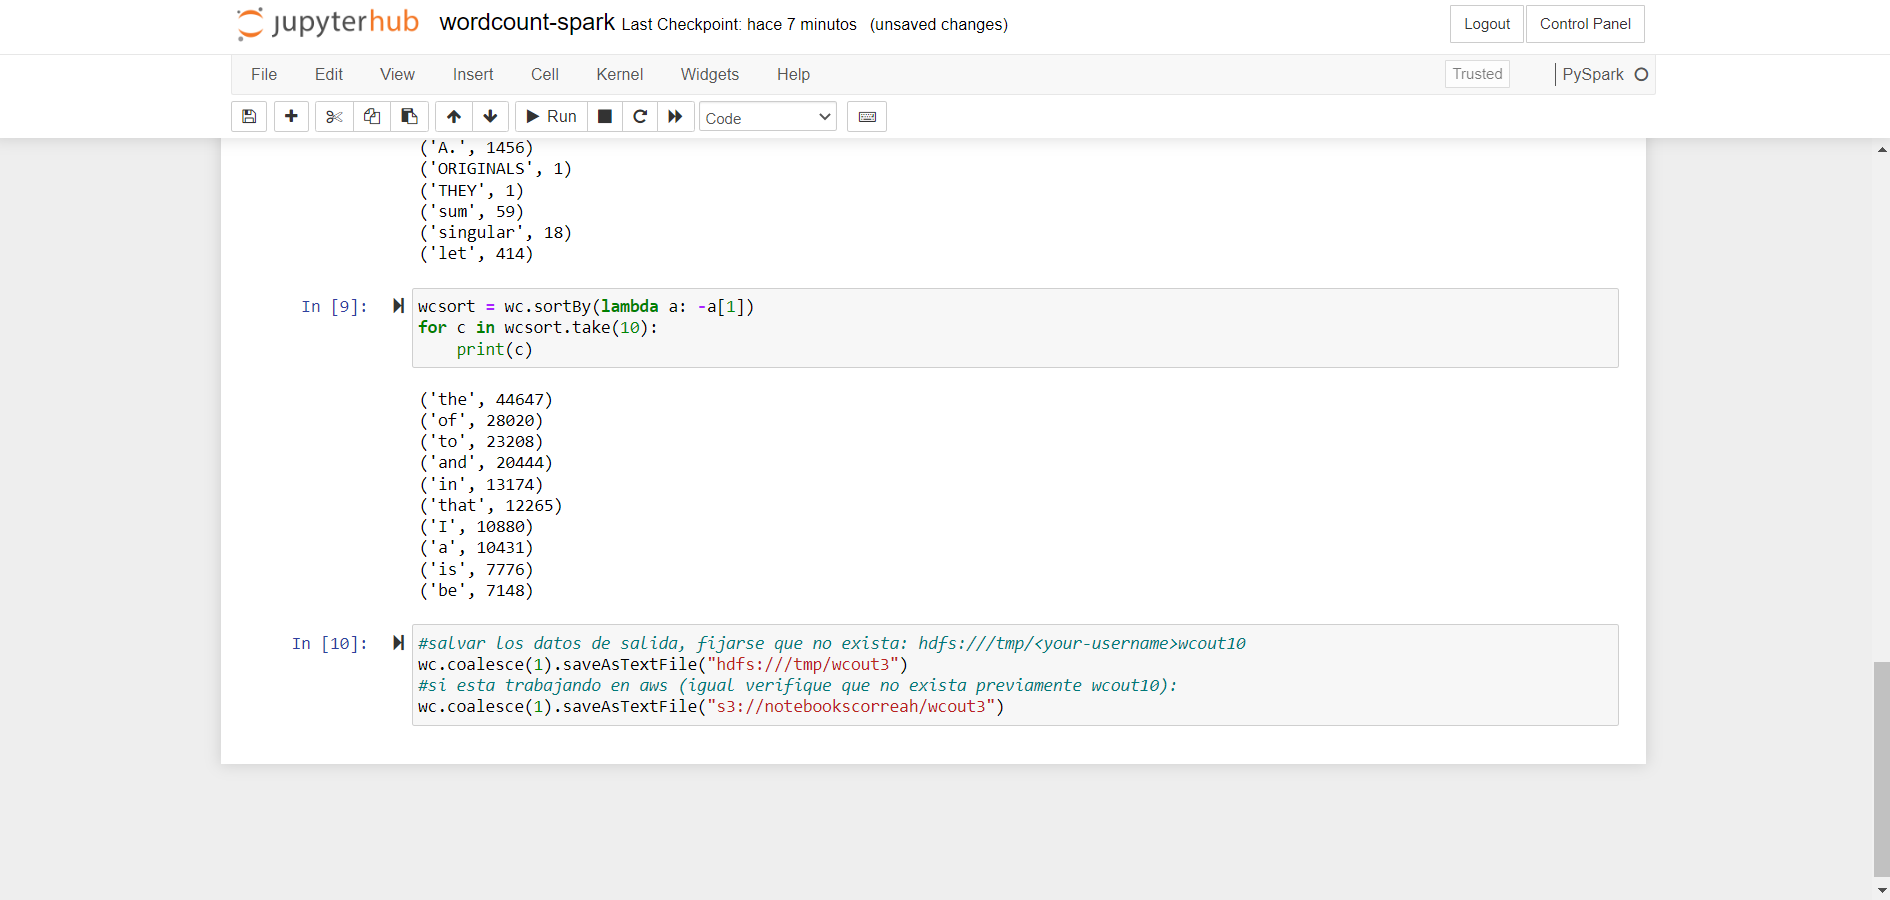 jupyterhub wordcount-spark Last Checkpoint: hace 7 minutos (unsaved changes) Logout Control Panel
File Edit View Insert Cell Kernel Widgets Help Trusted PySpark
Run Code
('A.', 1456)
('ORIGINALS', 1)
('THEY', 1)
('sum', 59)
('singular', 18)
('let', 414)
In [9]: wcsort = wc.sortBy(lambda a: -a[1])
for c in wcsort.take(10):
    print(c)
('the', 44647)
('of', 28020)
('to', 23208)
('and', 20444)
('in', 13174)
('that', 12265)
('I', 10880)
('a', 10431)
('is', 7776)
('be', 7148)
In [10]: #salvar los datos de salida, fijarse que no exista: hdfs:///tmp/<your-username>wcout10
wc.coalesce(1).saveAsTextFile("hdfs:///tmp/wcout3")
#si esta trabajando en aws (igual verifique que no exista previamente wcout10):
wc.coalesce(1).saveAsTextFile("s3://notebookscorreah/wcout3")